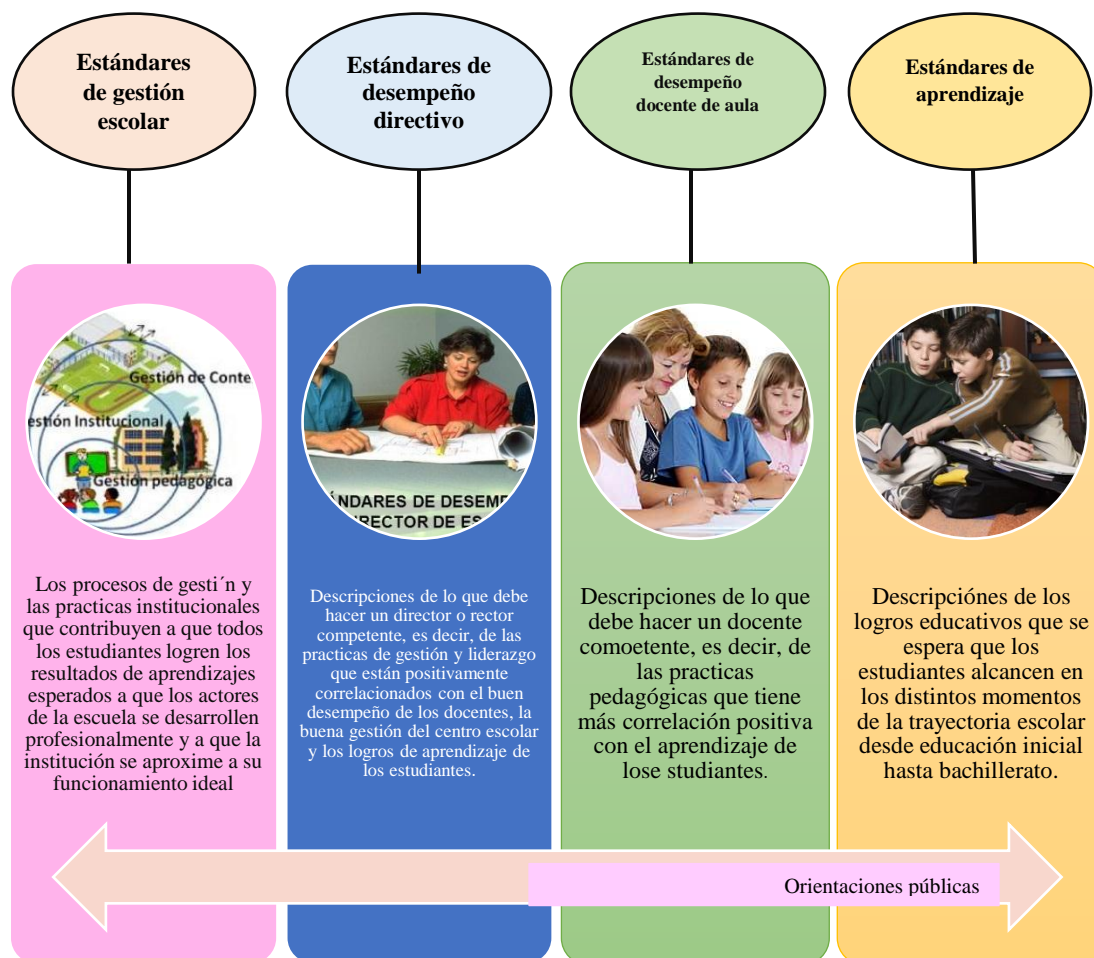 Estándares
de gestión
escolar
Estándares de
desempeño
directivo
Estándares de
desempeño
docente de aula
Estándares de
aprendizaje
Gestión de Conte
estión Institucional
Gestión pedagógica
Los procesos de gesti´n y
las practicas institucionales
que contribuyen a que todos
los estudiantes logren los
resultados de aprendizajes
esperados a que los actores
de la escuela se desarrollen
profesionalmente y a que la
institución se aproxime a su
funcionamiento ideal
NDARES DE DESEMP
RECTOR DE ES
Descripciones de lo que debe
hacer un director o rector
competente, es decir, de las
practicas de gestión y liderazgo
que están positivamente
correlacionados con el buen
desempeño de los docentes, la
buena gestión del centro escolar
y los logros de aprendizaje de
los estudiantes.
Descripciones de lo que
debe hacer un docente
comoetente, es decir, de
las practicas
pedagógicas que tiene
más correlación positiva
con el aprendizaje de
lose studiantes.
Descripciónes de los
logros educativos que se
espera que los
estudiantes alcancen en
los distintos momentos
de la trayectoria escolar
desde educación inicial
hasta bachillerato.
Orientaciones públicas